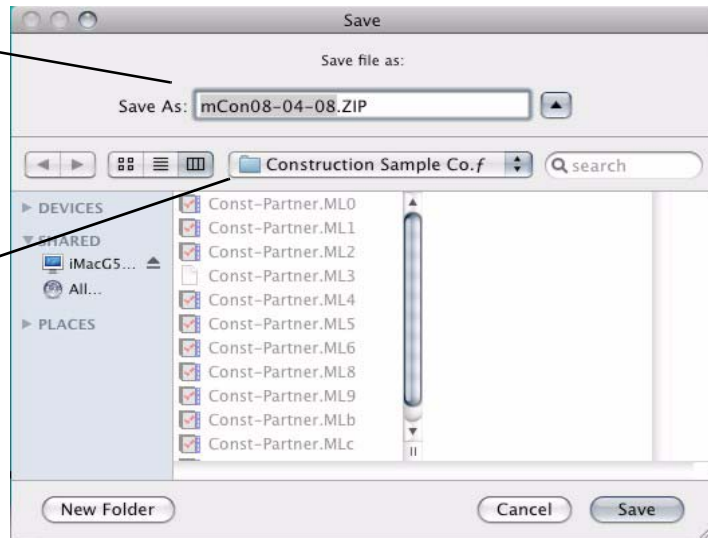 Save
Save file as:
Save As: mCon08-04-08.ZIP
Construction Sample Co.ƒ
search
DEVICES
SHARED
iMacG5...
All...
PLACES
Const-Partner.ML0
Const-Partner.ML1
Const-Partner.ML2
Const-Partner.ML3
Const-Partner.ML4
Const-Partner.ML5
Const-Partner.ML6
Const-Partner.ML8
Const-Partner.ML9
Const-Partner.MLb
Const-Partner.MLc
New Folder
Cancel
Save